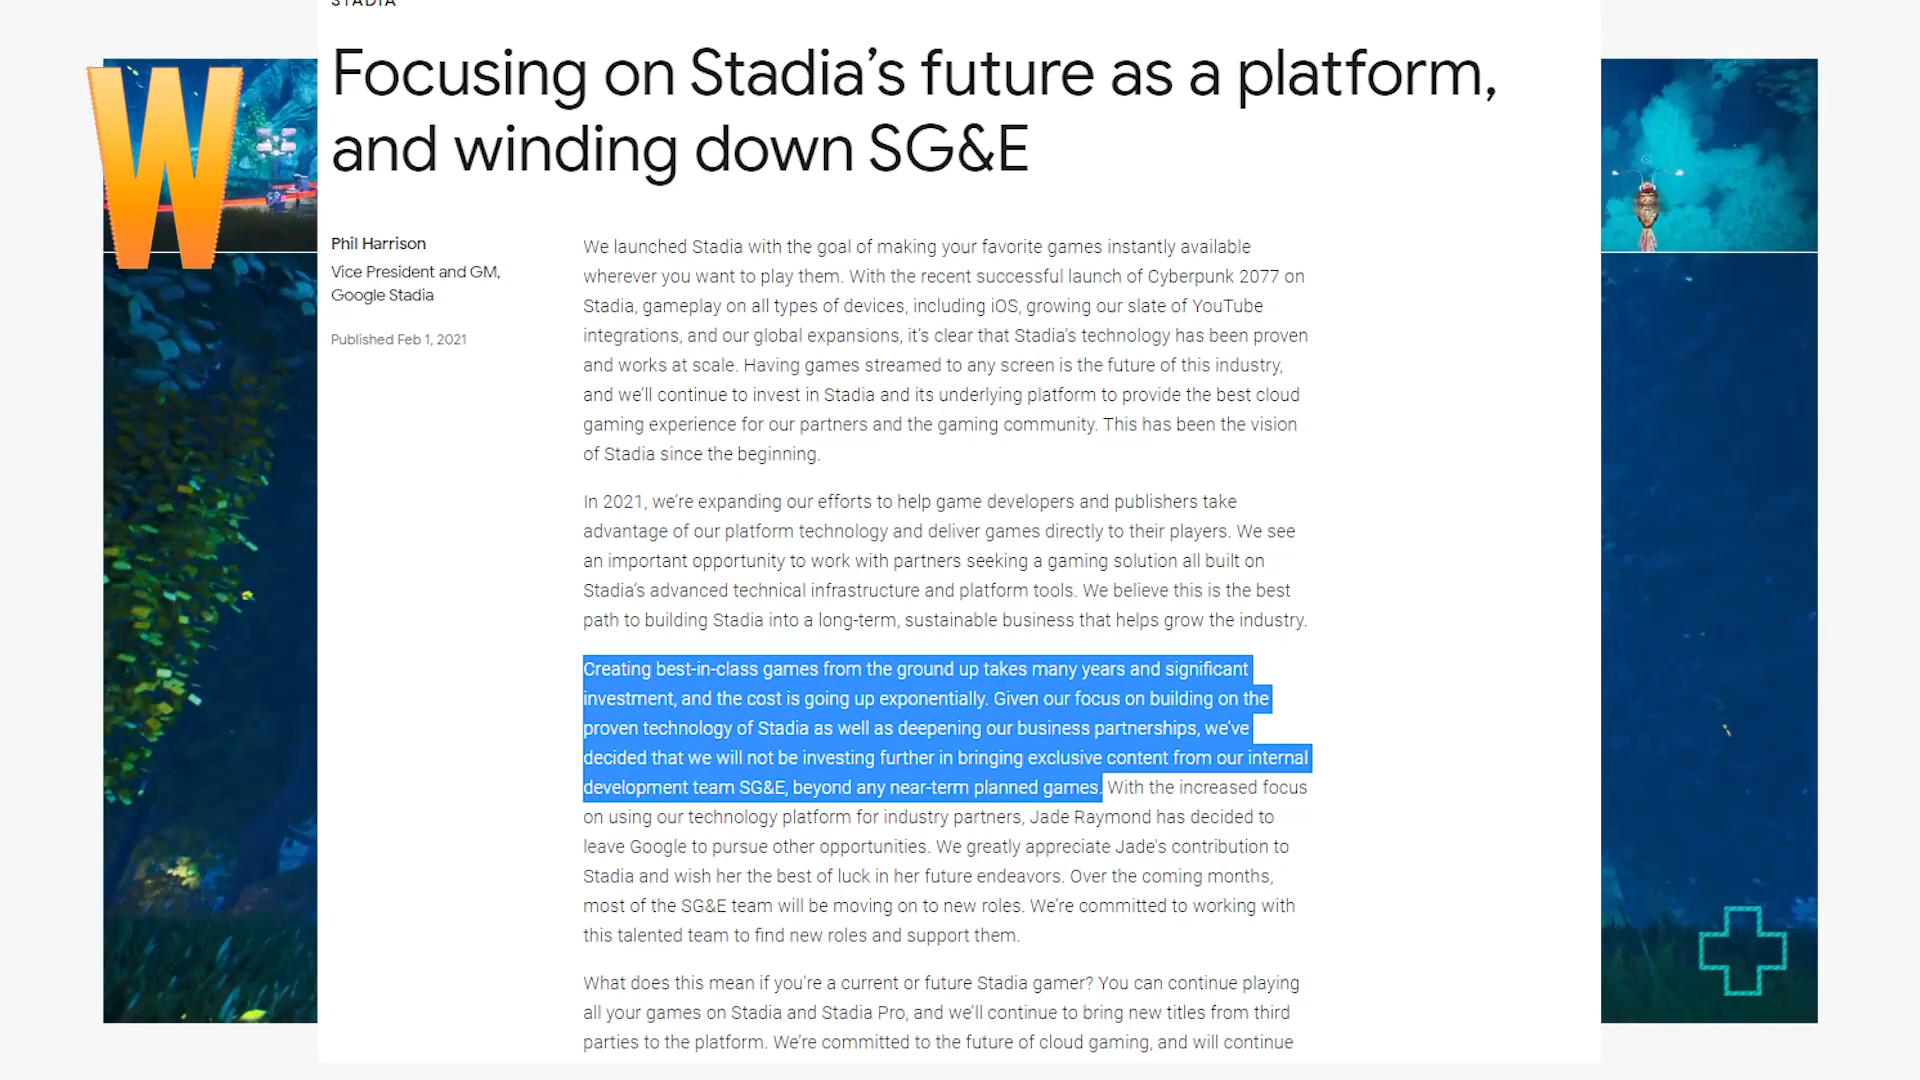 STADIA
Focusing on Stadia’s future as a platform,
and winding down SG&E
W
Phil Harrison
Vice President and GM,
Google Stadia
Published Feb 1, 2021
We launched Stadia with the goal of making your favorite games instantly available
wherever you want to play them. With the recent successful launch of Cyberpunk 2077 on
Stadia, gameplay on all types of devices, including iOS, growing our slate of YouTube
integrations, and our global expansions, it’s clear that Stadia’s technology has been proven
and works at scale. Having games streamed to any screen is the future of this industry,
and we’ll continue to invest in Stadia and its underlying platform to provide the best cloud
gaming experience for our partners and the gaming community. This has been the vision
of Stadia since the beginning.
In 2021, we’re expanding our efforts to help game developers and publishers take
advantage of our platform technology and deliver games directly to their players. We see
an important opportunity to work with partners seeking a gaming solution all built on
Stadia’s advanced technical infrastructure and platform tools. We believe this is the best
path to building Stadia into a long-term, sustainable business that helps grow the industry.
Creating best-in-class games from the ground up takes many years and significant
investment, and the cost is going up exponentially. Given our focus on building on the
proven technology of Stadia as well as deepening our business partnerships, we’ve
decided that we will not be investing further in bringing exclusive content from our internal
development team SG&E, beyond any near-term planned games. With the increased focus
on using our technology platform for industry partners, Jade Raymond has decided to
leave Google to pursue other opportunities. We greatly appreciate Jade's contribution to
Stadia and wish her the best of luck in her future endeavors. Over the coming months,
most of the SG&E team will be moving on to new roles. We’re committed to working with
this talented team to find new roles and support them.
What does this mean if you’re a current or future Stadia gamer? You can continue playing
all your games on Stadia and Stadia Pro, and we’ll continue to bring new titles from third
parties to the platform. We’re committed to the future of cloud gaming, and will continue